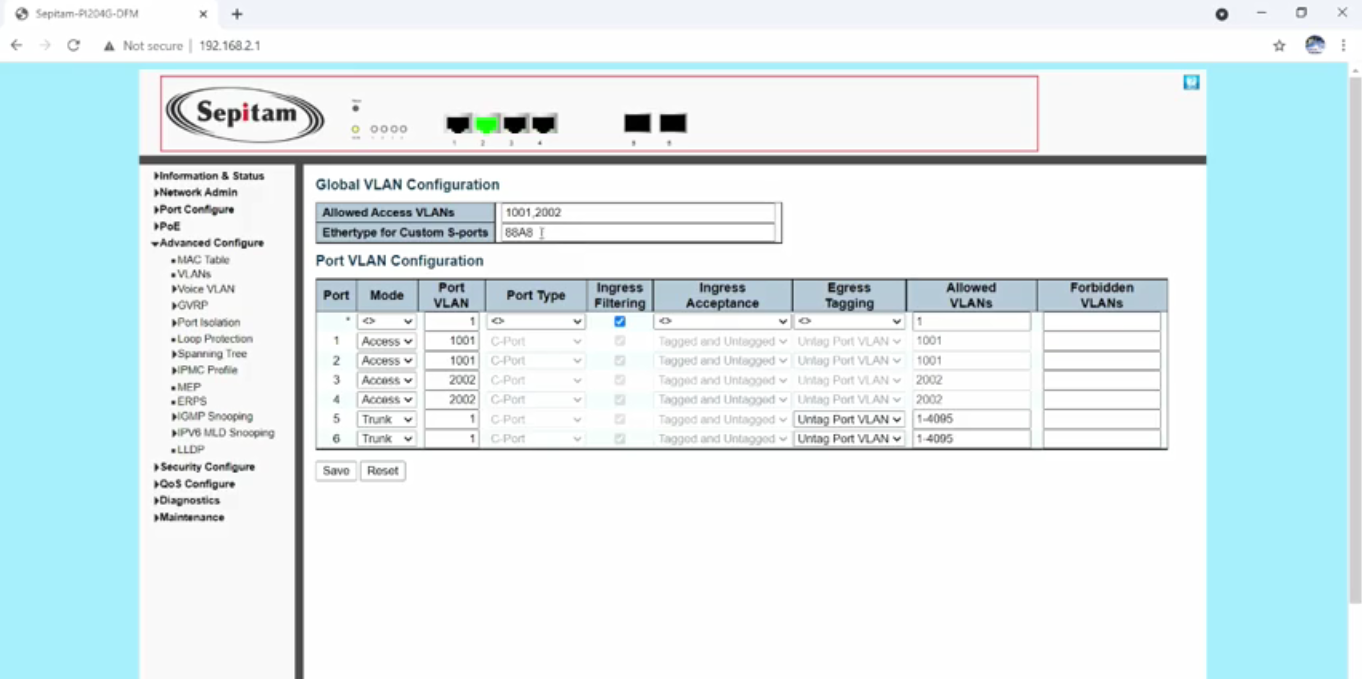 Sepitam-PI204G-DFM
Not secure | 192.168.2.1
Sepitam
1 2 3 4
Information & Status
Network Admin
Port Configure
PoE
Advanced Configure
MAC Table
VLANs
Voice VLAN
GVRP
Port Isolation
Loop Protection
Spanning Tree
IPMC Profile
MEP
ERPS
IGMP Snooping
IPV6 MLD Snooping
LLDP
Security Configure
QoS Configure
Diagnostics
Maintenance
Global VLAN Configuration
Allowed Access VLANs 1001,2002
Ethertype for Custom S-ports 88A8
Port VLAN Configuration
Port Mode Port VLAN Port Type Ingress Filtering Ingress Acceptance Egress Tagging Allowed VLANs Forbidden VLANs
* <> 1 <> <> <> 1
1 Access 1001 C-Port Tagged and Untagged Untag Port VLAN 1001
2 Access 1001 C-Port Tagged and Untagged Untag Port VLAN 1001
3 Access 2002 C-Port Tagged and Untagged Untag Port VLAN 2002
4 Access 2002 C-Port Tagged and Untagged Untag Port VLAN 2002
5 Trunk 1 C-Port Tagged and Untagged Untag Port VLAN 1-4095
6 Trunk 1 C-Port Tagged and Untagged Untag Port VLAN 1-4095
Save Reset